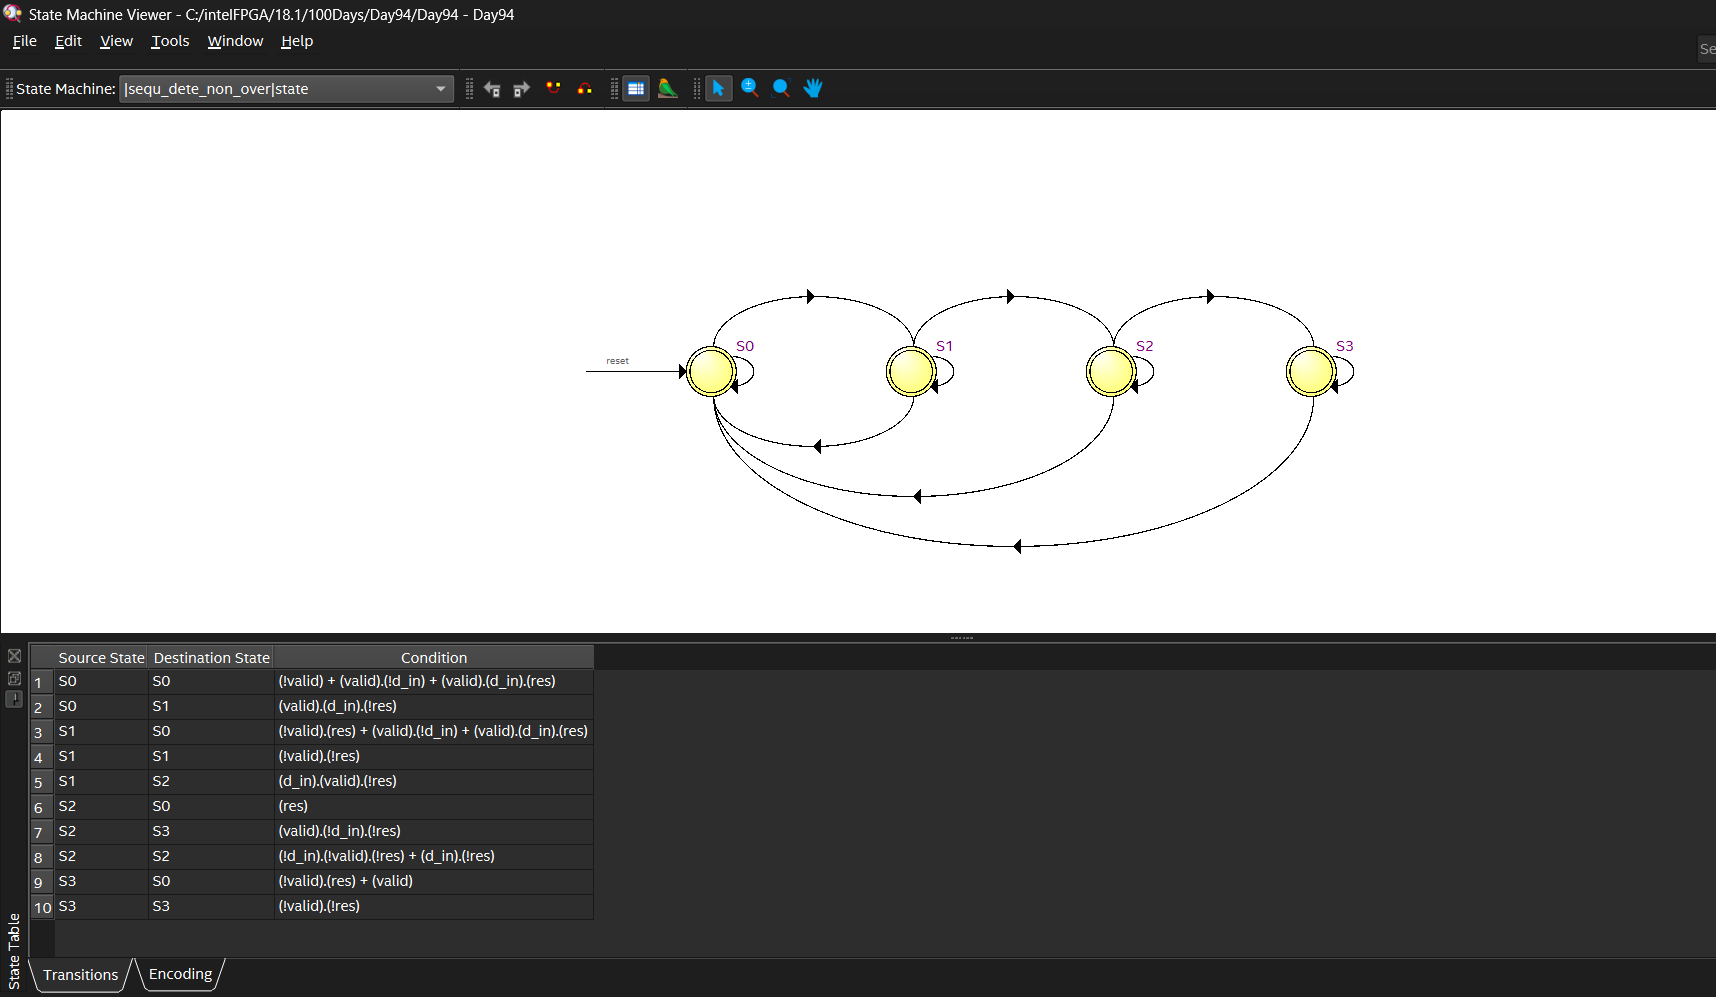 State Machine Viewer - C:/intelFPGA/18.1/100Days/Day94/Day94 - Day94
File Edit View Tools Window Help
Se
State Machine: |sequ_dete_non_over|state
reset
S0 S1 S2 S3
Source State Destination State Condition
1 S0 S0 (!valid) + (valid).(!d_in) + (valid).(d_in).(res)
2 S0 S1 (valid).(d_in).(!res)
3 S1 S0 (!valid).(res) + (valid).(!d_in) + (valid).(d_in).(res)
4 S1 S1 (!valid).(!res)
5 S1 S2 (d_in).(valid).(!res)
6 S2 S0 (res)
7 S2 S3 (valid).(!d_in).(!res)
8 S2 S2 (!d_in).(!valid).(!res) + (d_in).(!res)
9 S3 S0 (!valid).(res) + (valid)
10 S3 S3 (!valid).(!res)
State Table
Transitions Encoding